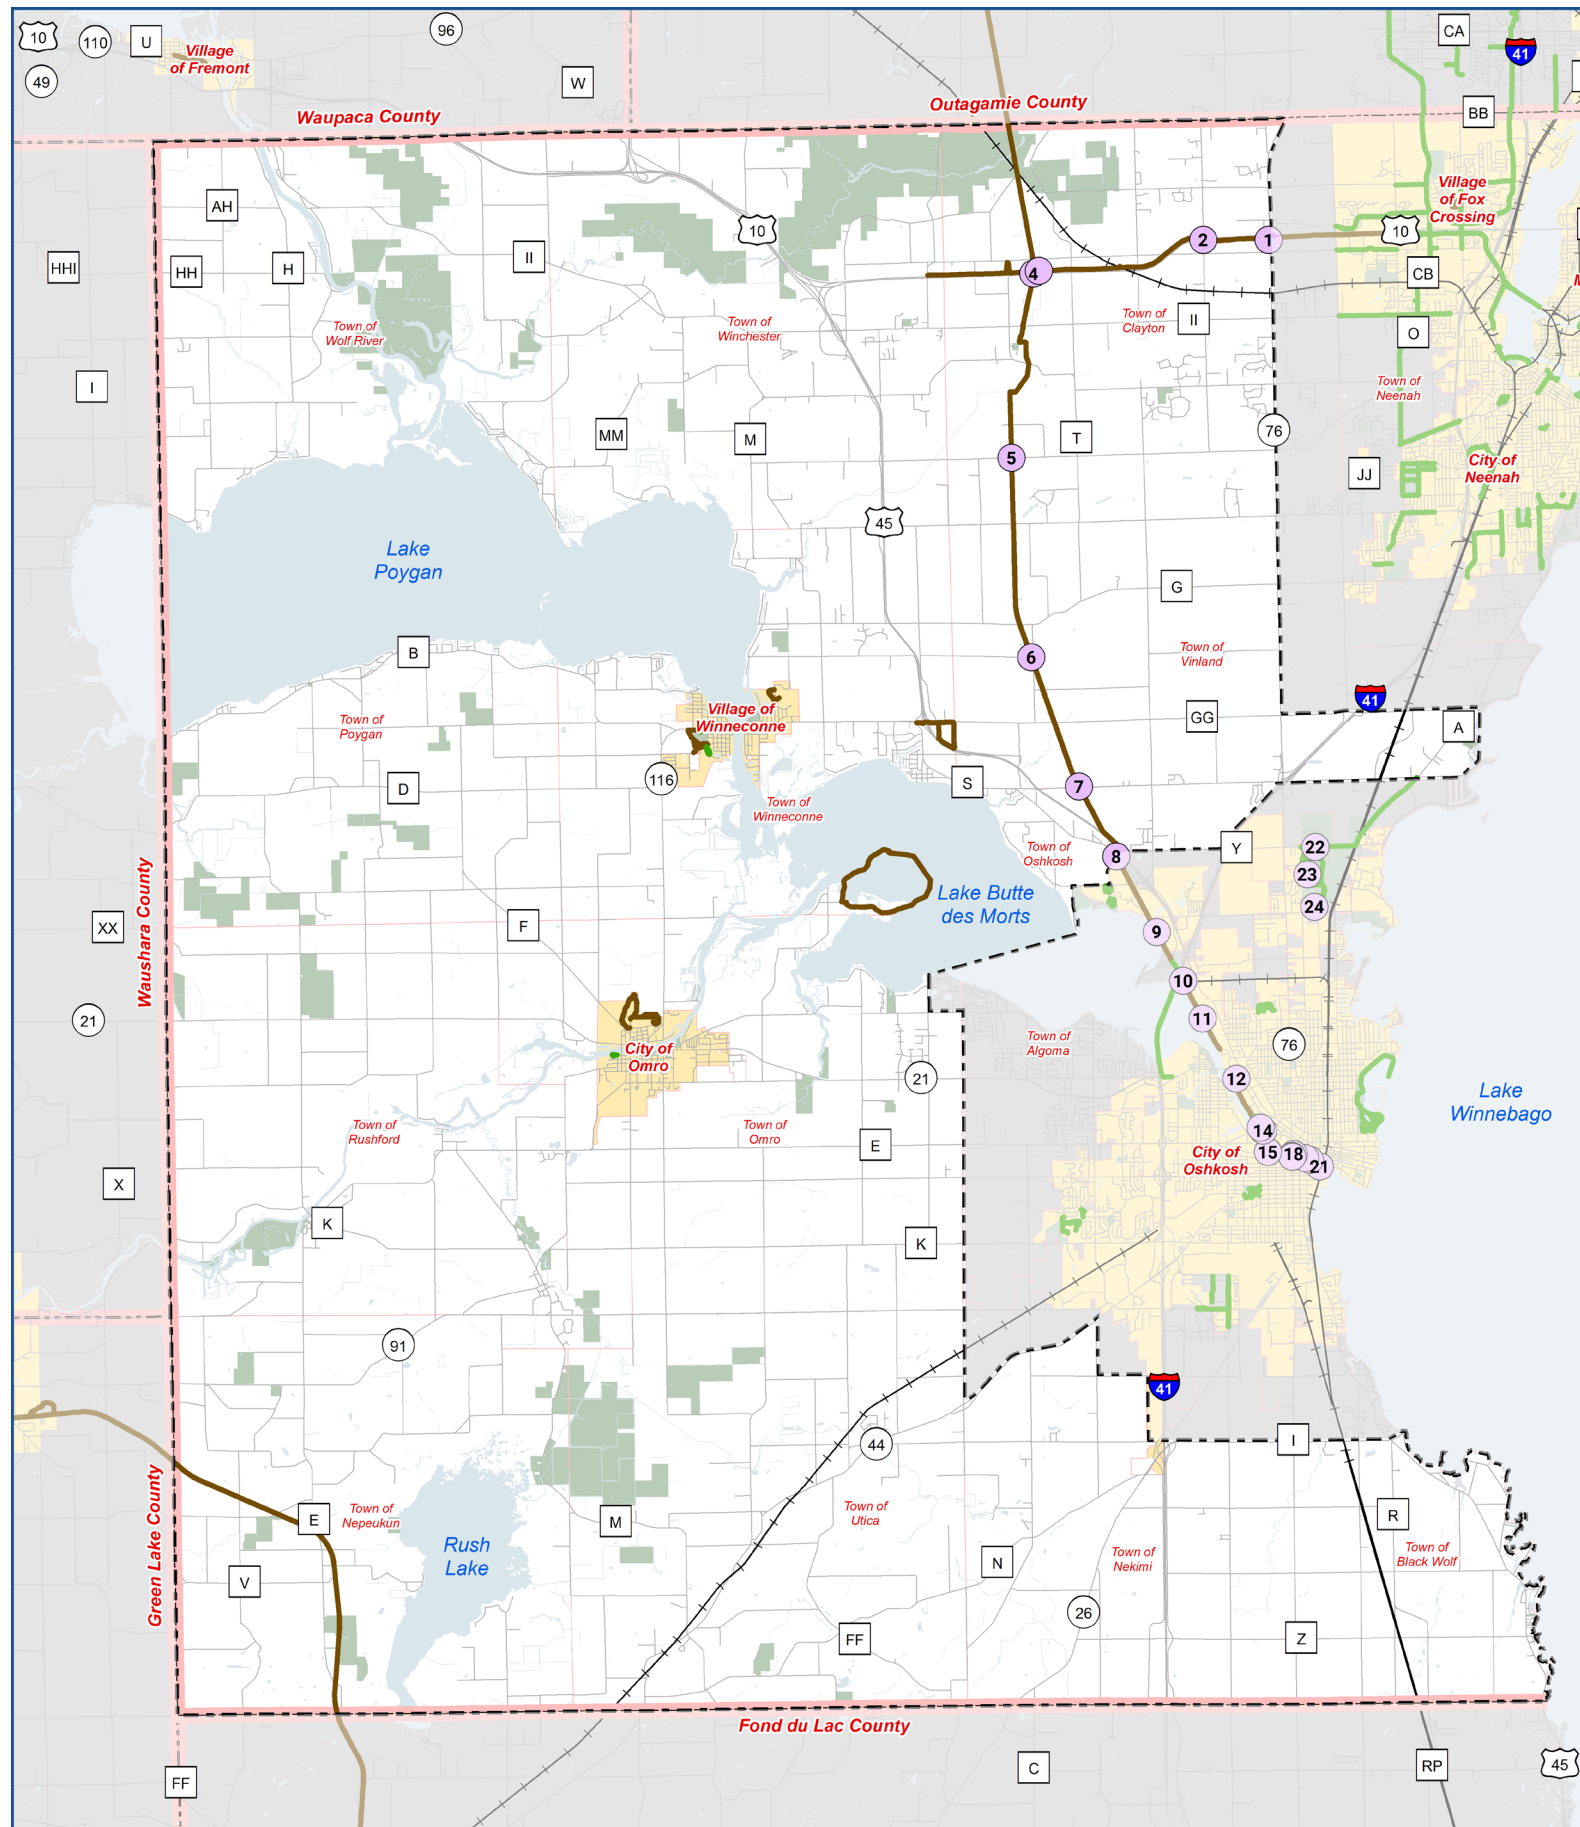 10
110
U
96
CA
41
Village
of Fremont
49
W
BB
Waupaca County
Outagamie County
AH
Village
of Fox
Crossing
10
10
2
1
II
HHI
HH
H
4
CB
Town of
Wolf River
Town of
Winchester
Town of
Clayton
II
O
I
Town of
Neenah
MM
M
T
76
5
JJ
City of
Neenah
45
Lake
Poygan
G
B
6
Town of
Vinland
41
Village of
Winneconne
GG
A
Town of
Poygan
116
S
7
D
Town of
Winneconne
Town of
Oshkosh
8
Y
22
23
Lake Butte
des Morts
24
Waushara County
XX
F
9
10
21
11
City of
Omro
Town of
Algoma
76
21
12
Lake
Winnebago
Town of
Rushford
Town of
Omro
14
E
15
18
21
City of
Oshkosh
X
K
K
91
41
44
I
Green Lake County
E
Town of
Nepeukun
M
Town of
Utica
R
Rush
Lake
N
Town of
Nekimi
Town of
Black Wolf
V
26
FF
Z
Fond du Lac County
FF
C
RP
45